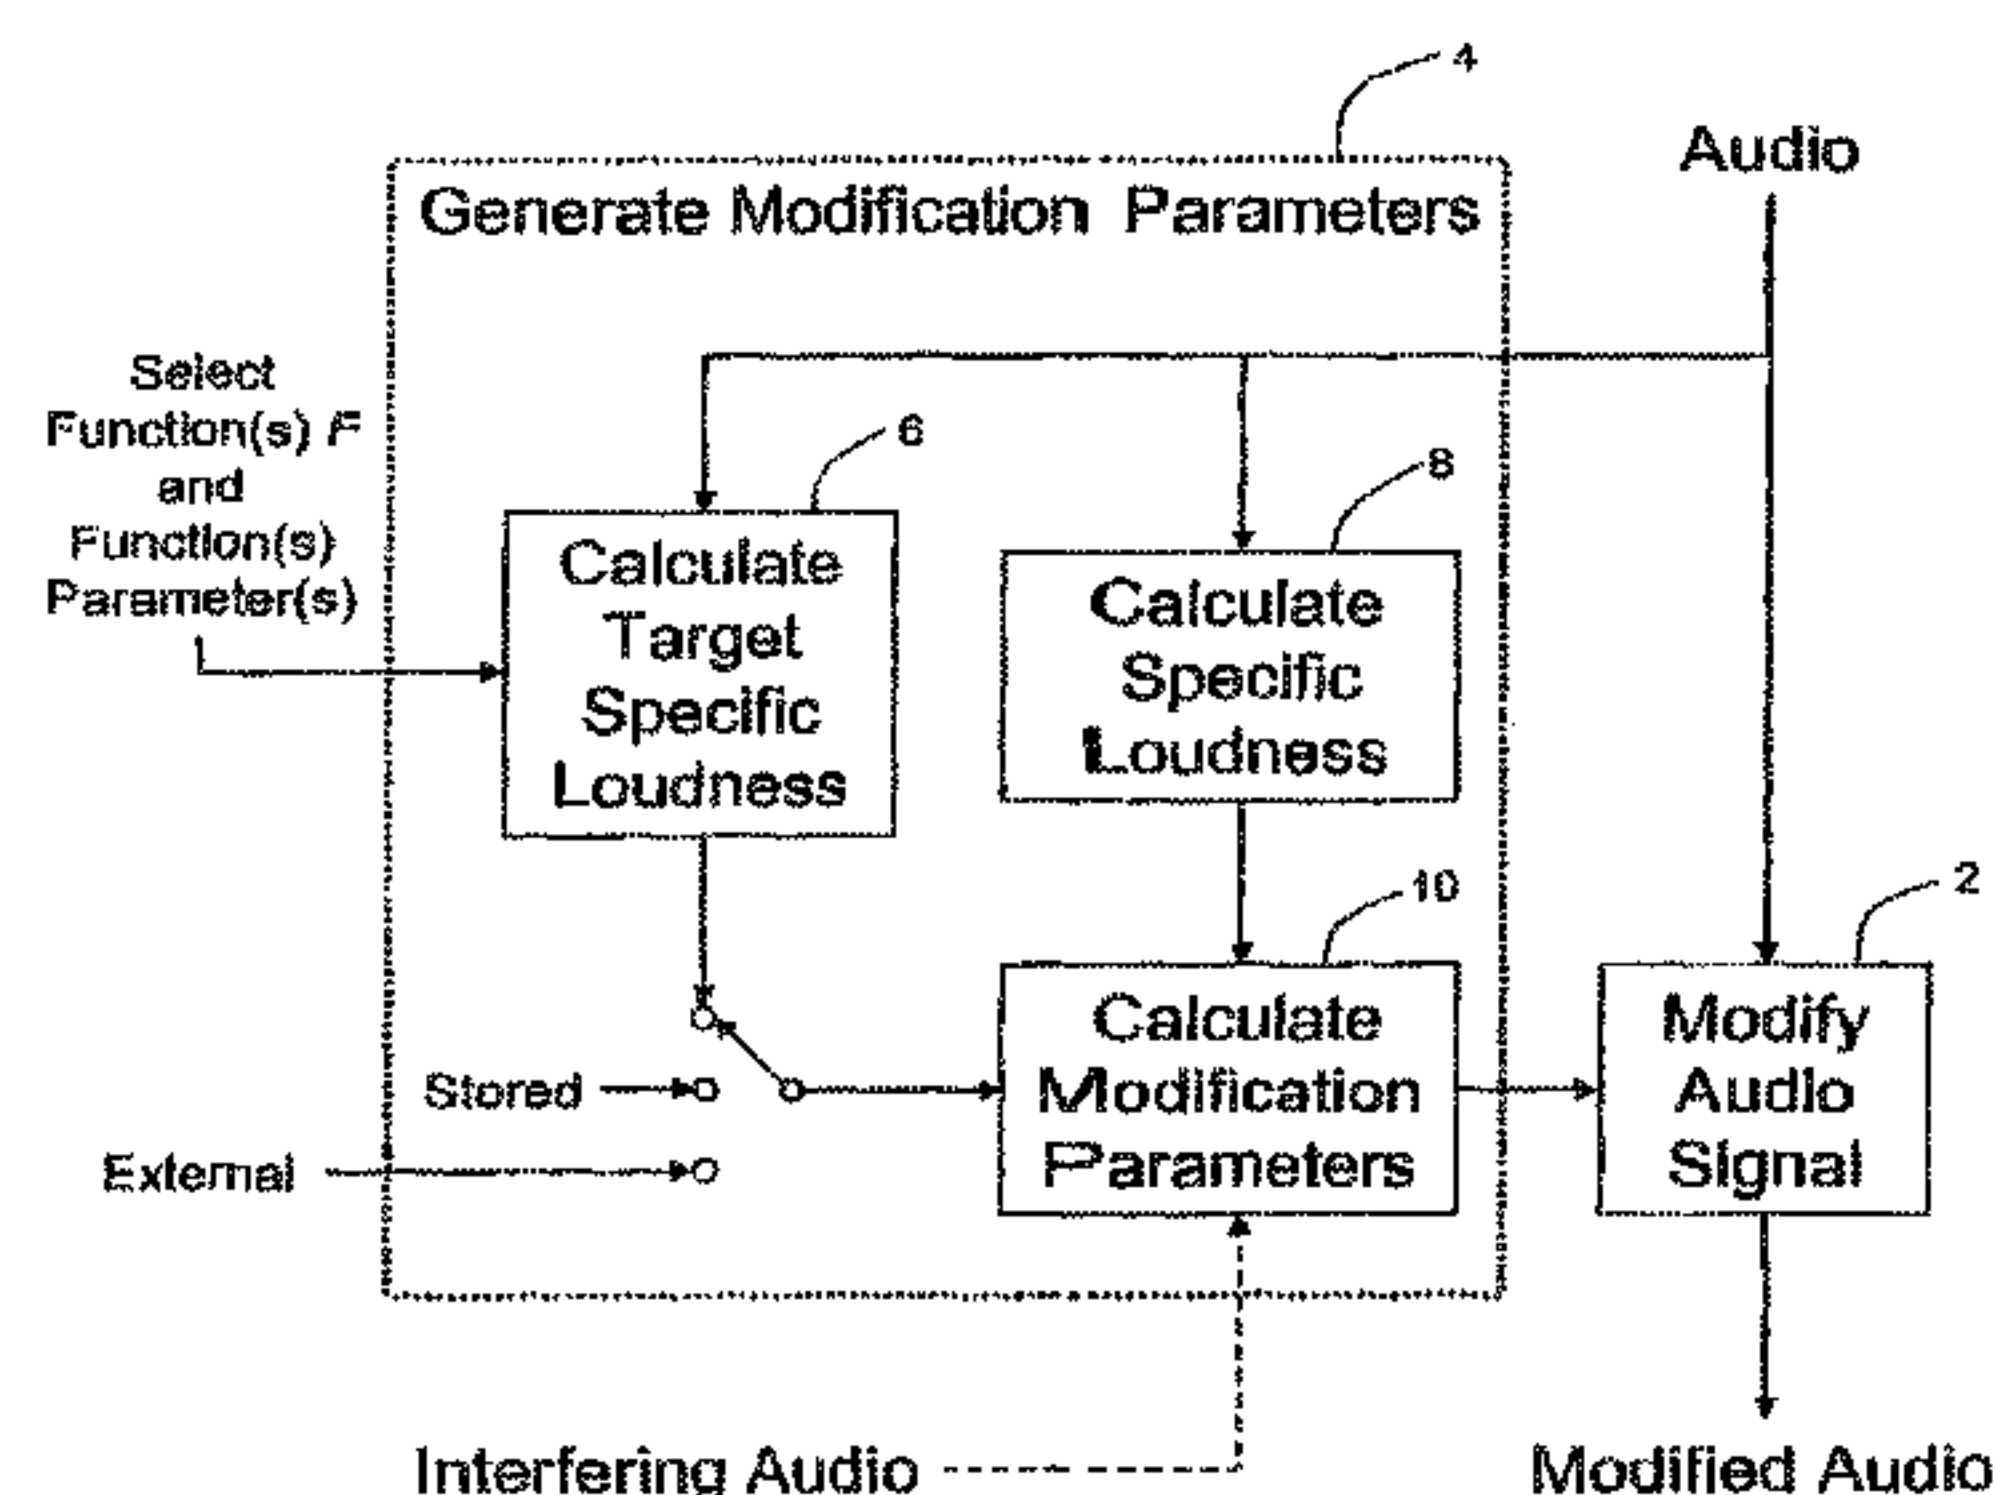 4
Audio
Generate Modification Parameters
Select
Function(s) F
and
Function(s)
Parameter(s)
6
8
Calculate
Target
Specific
Loudness
Calculate
Specific
Loudness
10
2
Calculate
Modification
Parameters
Modify
Audio
Signal
Stored
External
Interfering Audio
Modified Audio